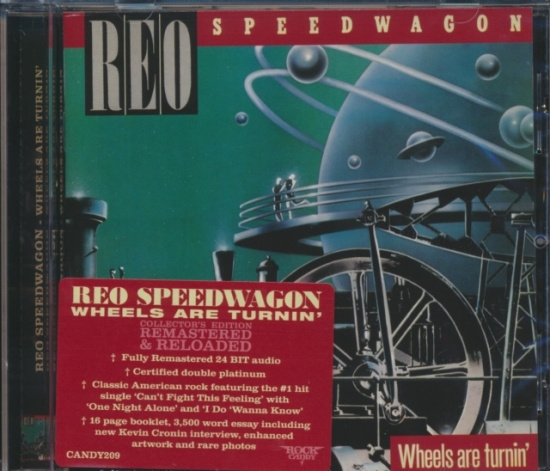 REO
SPEEDWAGON
REO SPEEDWAGON · WHEELS ARE TURNIN'
REO SPEEDWAGON
WHEELS ARE TURNIN'
COLLECTOR'S EDITION
REMASTERED
& RELOADED
† Fully Remastered 24 BIT audio
† Certified double platinum
† Classic American rock featuring the #1 hit
single 'Can't Fight This Feeling' with
'One Night Alone' and 'I Do 'Wanna Know'
† 16 page booklet, 3,500 word essay including
new Kevin Cronin interview, enhanced
artwork and rare photos
CANDY209
ROCK
CANDY
Wheels are turnin'